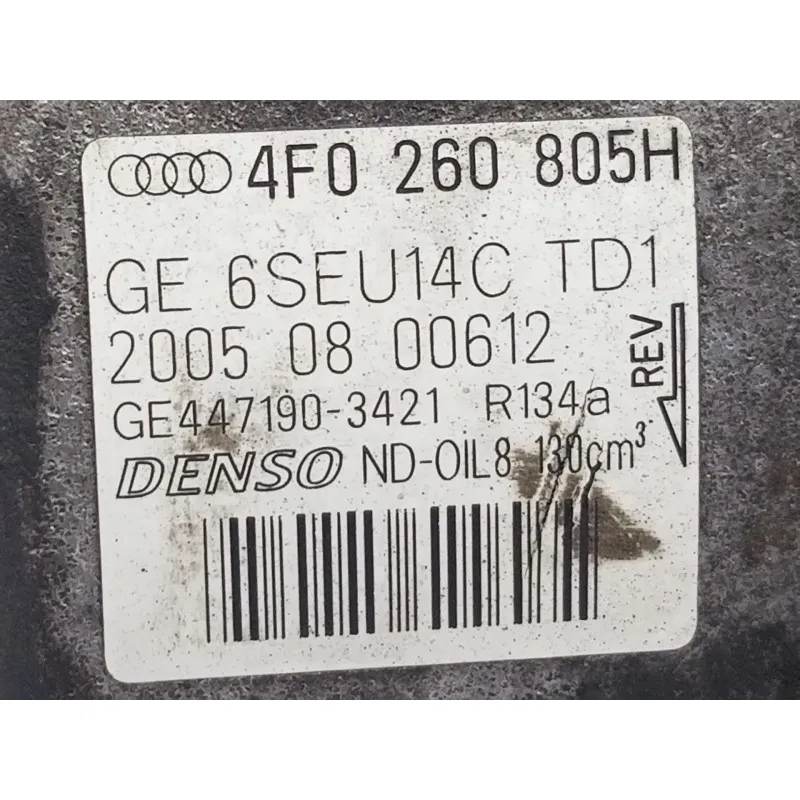 4F0 260 805H
GE 6SEU14C TD1
2005 08 00612
GE447190-3421 R134a
REV
DENSO ND-OIL8 130cm³